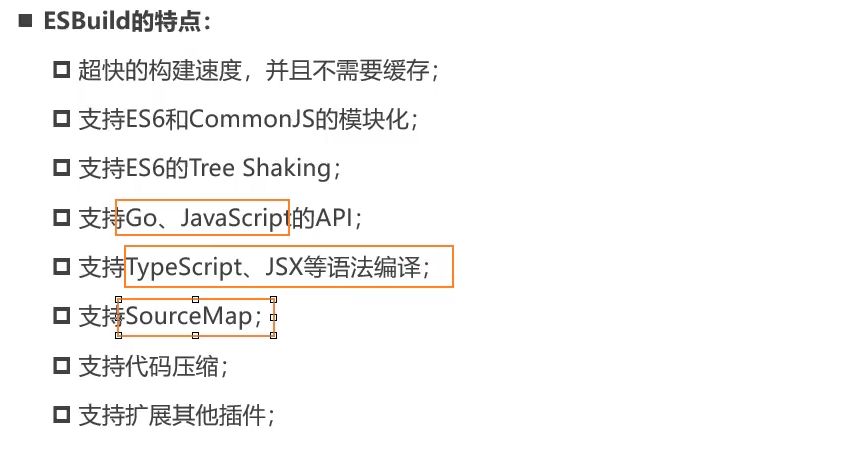 ESBuild的特点：
超快的构建速度，并且不需要缓存；
支持ES6和CommonJS的模块化；
支持ES6的Tree Shaking；
支持Go、JavaScript的API；
支持TypeScript、JSX等语法编译；
支持SourceMap；
支持代码压缩；
支持扩展其他插件；